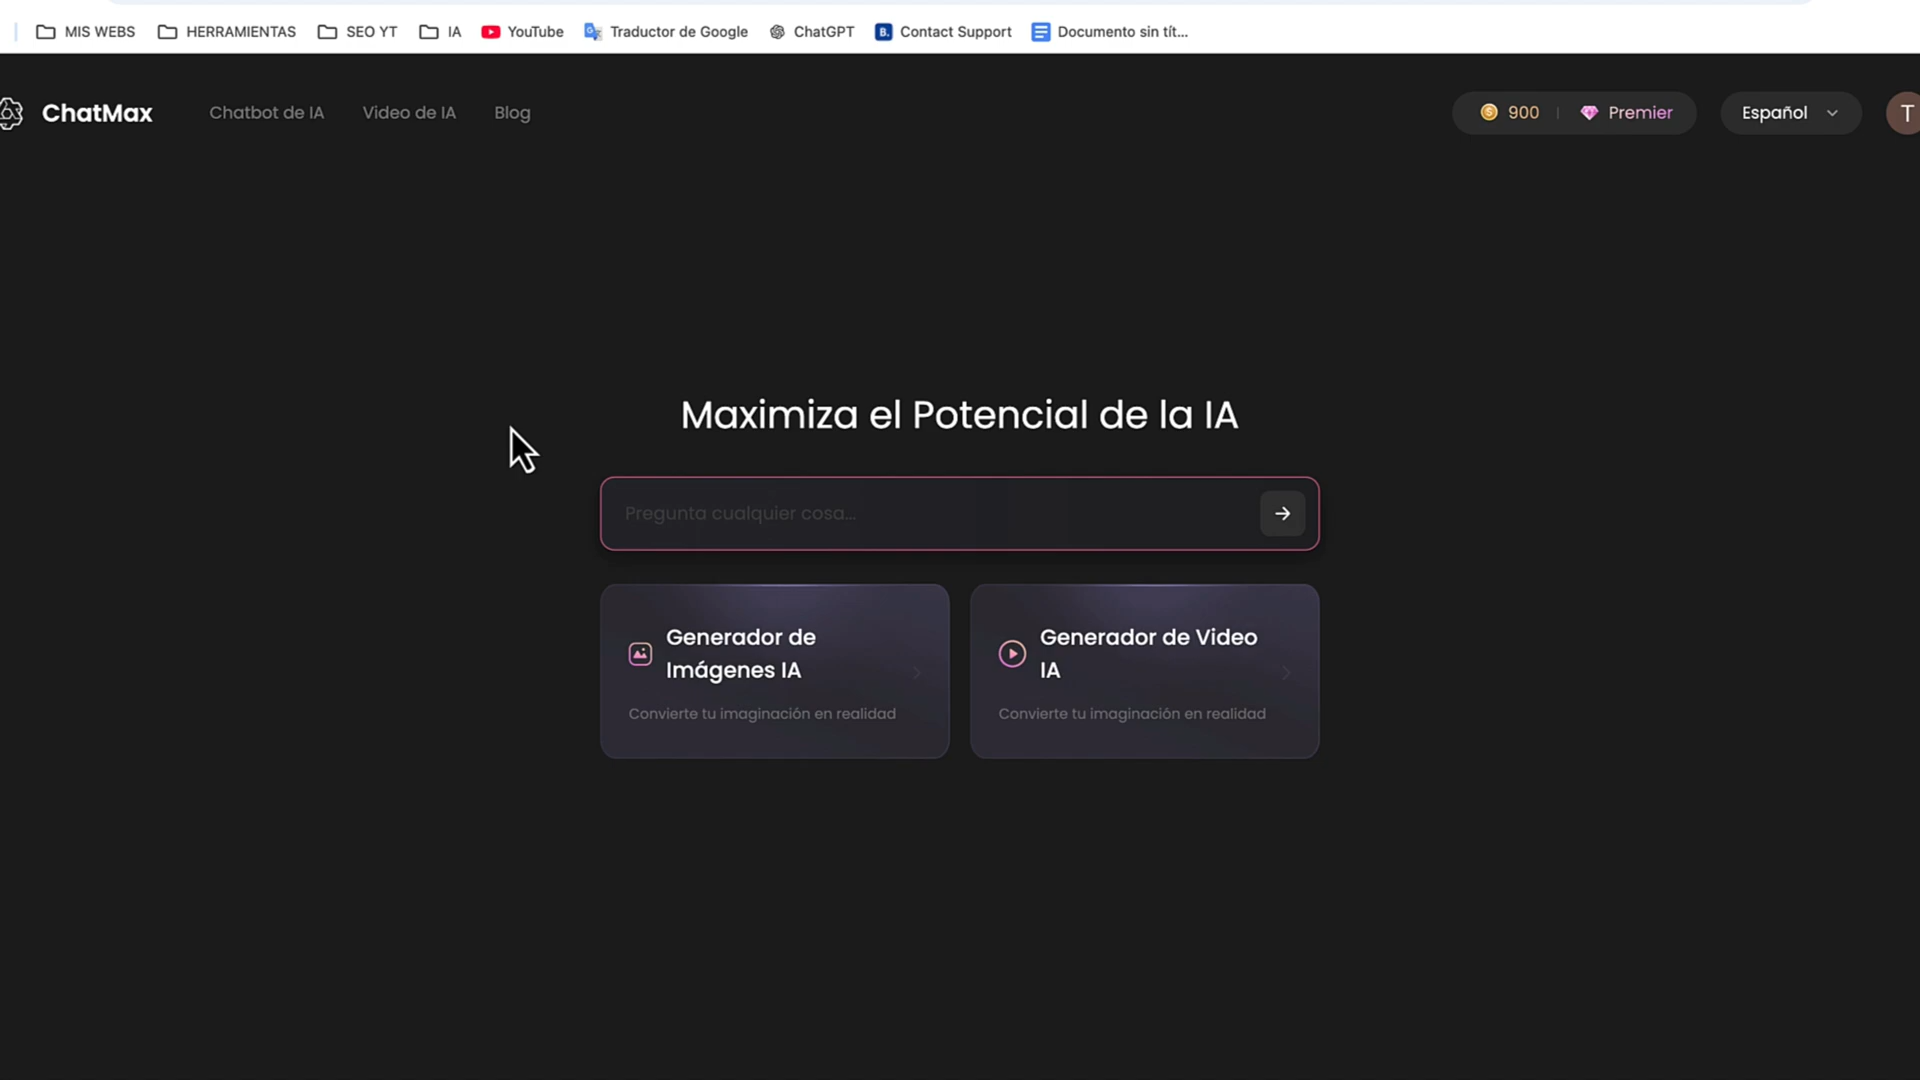 MIS WEBS HERRAMIENTAS SEO YT IA YouTube Traductor de Google ChatGPT B. Contact Support Documento sin tít...
ChatMax Chatbot de IA Video de IA Blog 900 Premier Español T
Maximiza el Potencial de la IA
Pregunta cualquier cosa...
Generador de
Imágenes IA
Convierte tu imaginación en realidad
Generador de Video
IA
Convierte tu imaginación en realidad